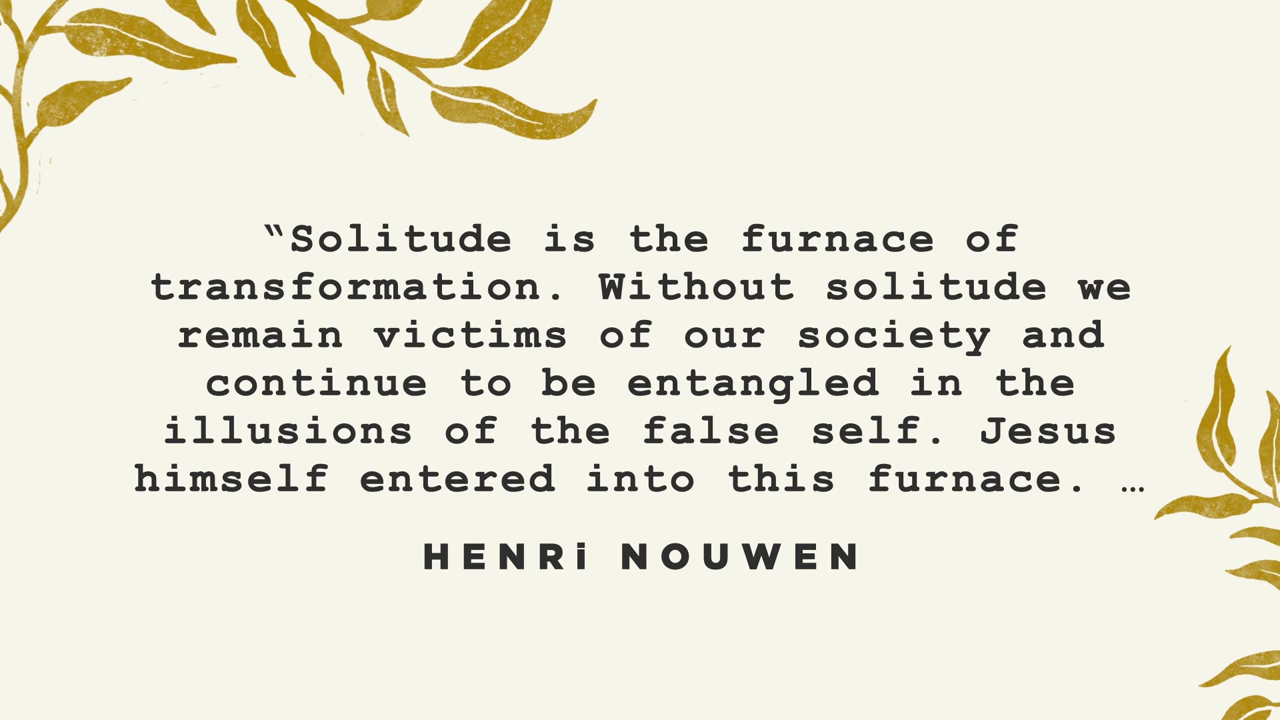 “Solitude is the furnace of
transformation. Without solitude we
remain victims of our society and
continue to be entangled in the
illusions of the false self. Jesus
himself entered into this furnace. …
HENRi NOUWEN